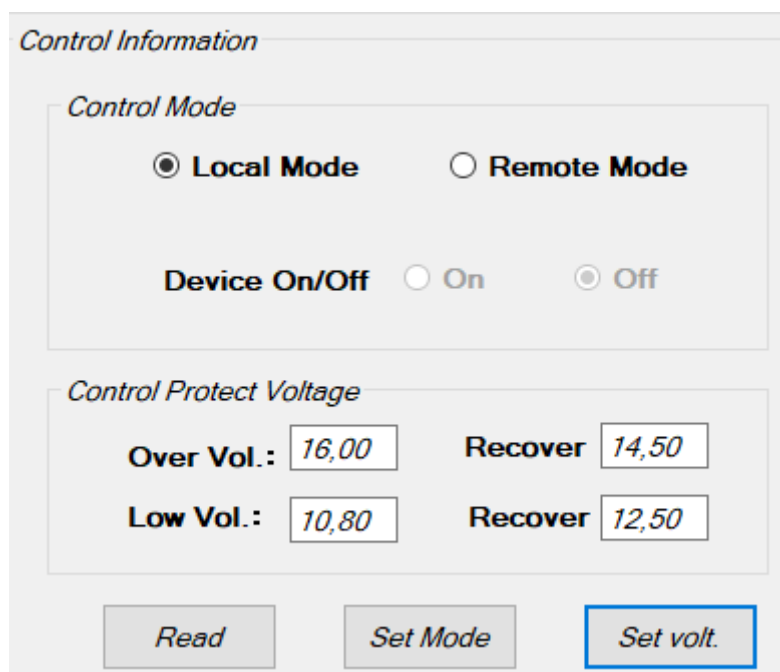 Control Information
Control Mode
Local Mode Remote Mode
Device On/Off On Off
Control Protect Voltage
Over Vol.: 16,00 Recover 14,50
Low Vol.: 10,80 Recover 12,50
Read Set Mode Set volt.